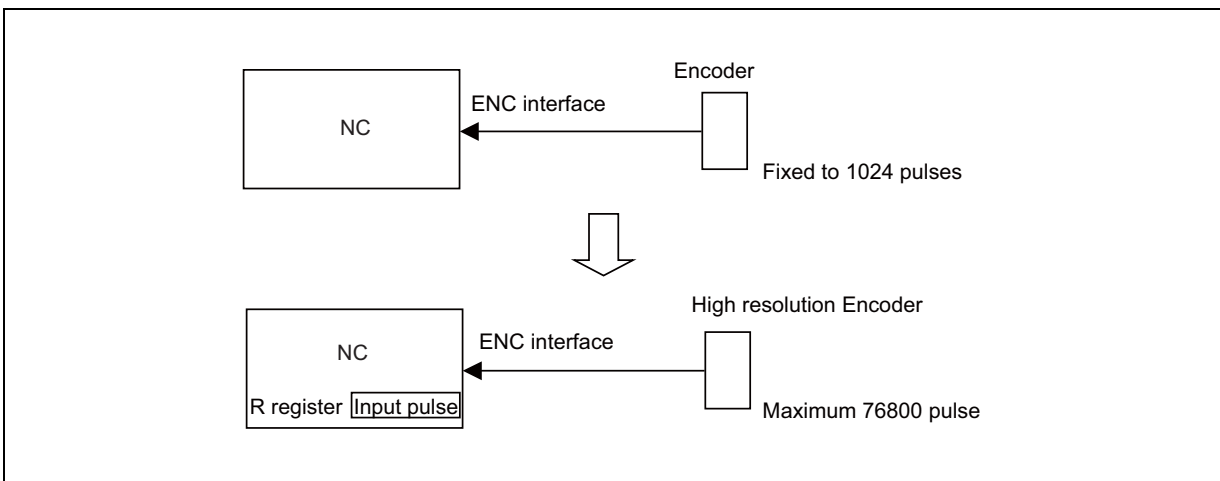 Encoder
ENC interface
NC
Fixed to 1024 pulses
High resolution Encoder
ENC interface
NC
R register Input pulse
Maximum 76800 pulse